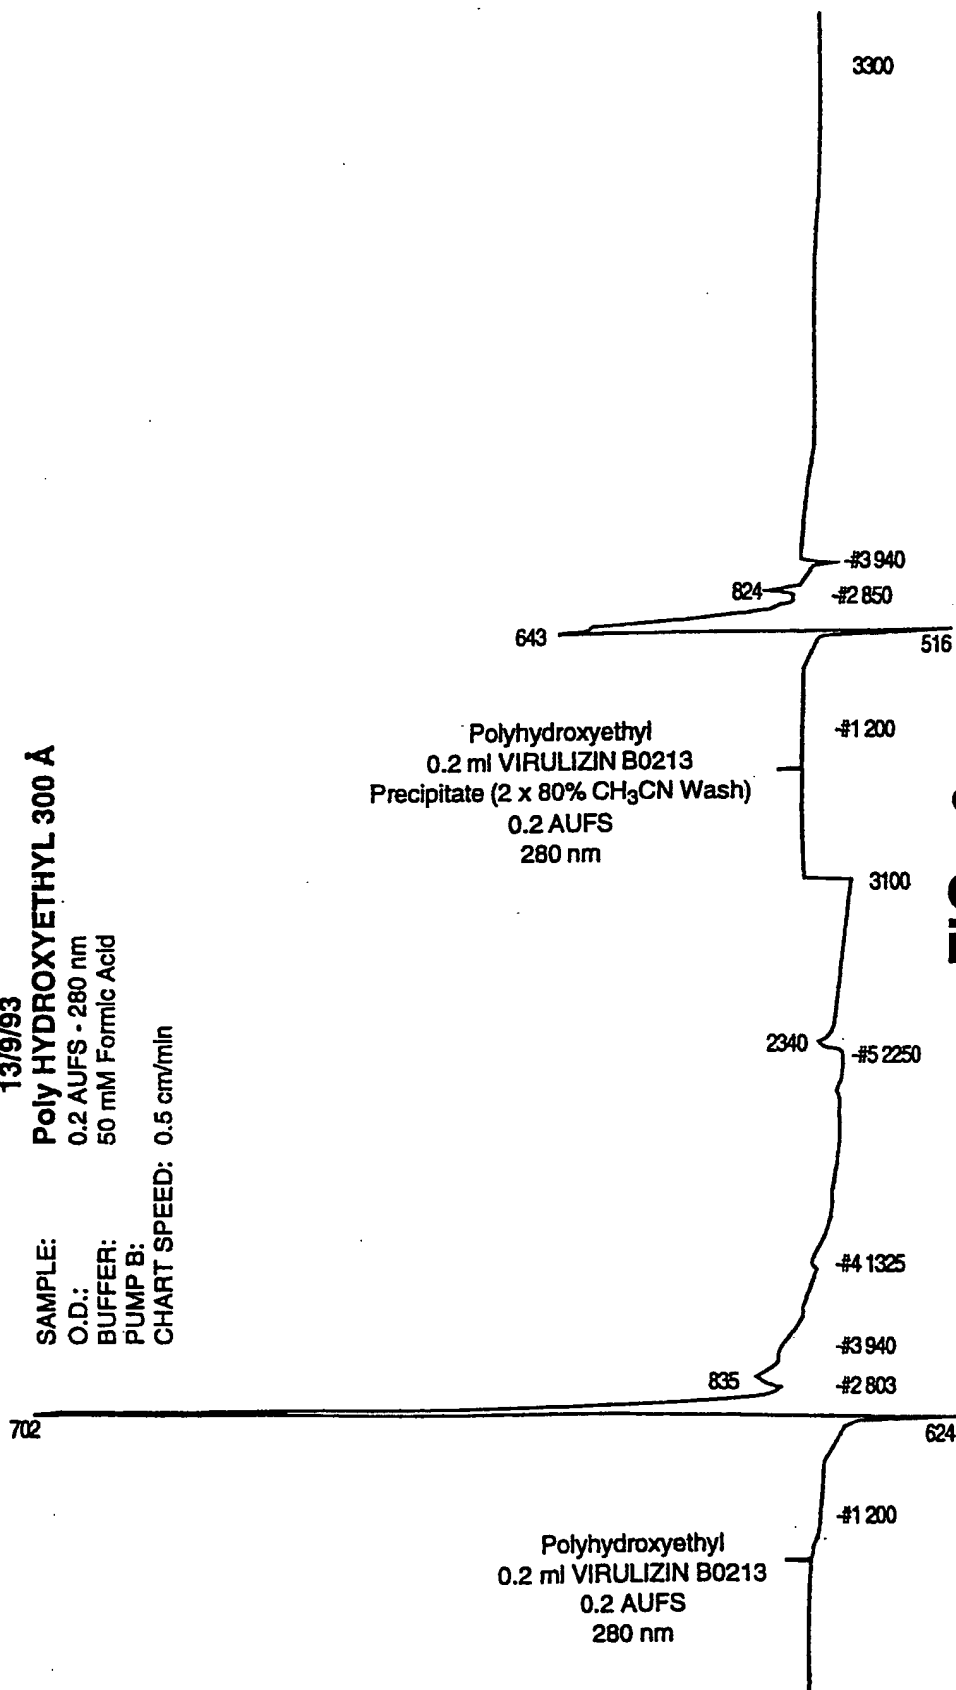 3300
-#3 940
824
-#2 850
643
516
-#1 200
Polyhydroxyethyl
0.2 ml VIRULIZIN B0213
Precipitate (2 x 80% CH₃CN Wash)
0.2 AUFS
280 nm
3100
2340
-#5 2250
-#4 1325
-#3 940
835
-#2 803
702
624
-#1 200
Polyhydroxyethyl
0.2 ml VIRULIZIN B0213
0.2 AUFS
280 nm
13/9/93
SAMPLE: Poly HYDROXYETHYL 300 Å
O.D.: 0.2 AUFS - 280 nm
BUFFER: 50 mM Formic Acid
PUMP B:
CHART SPEED: 0.5 cm/min